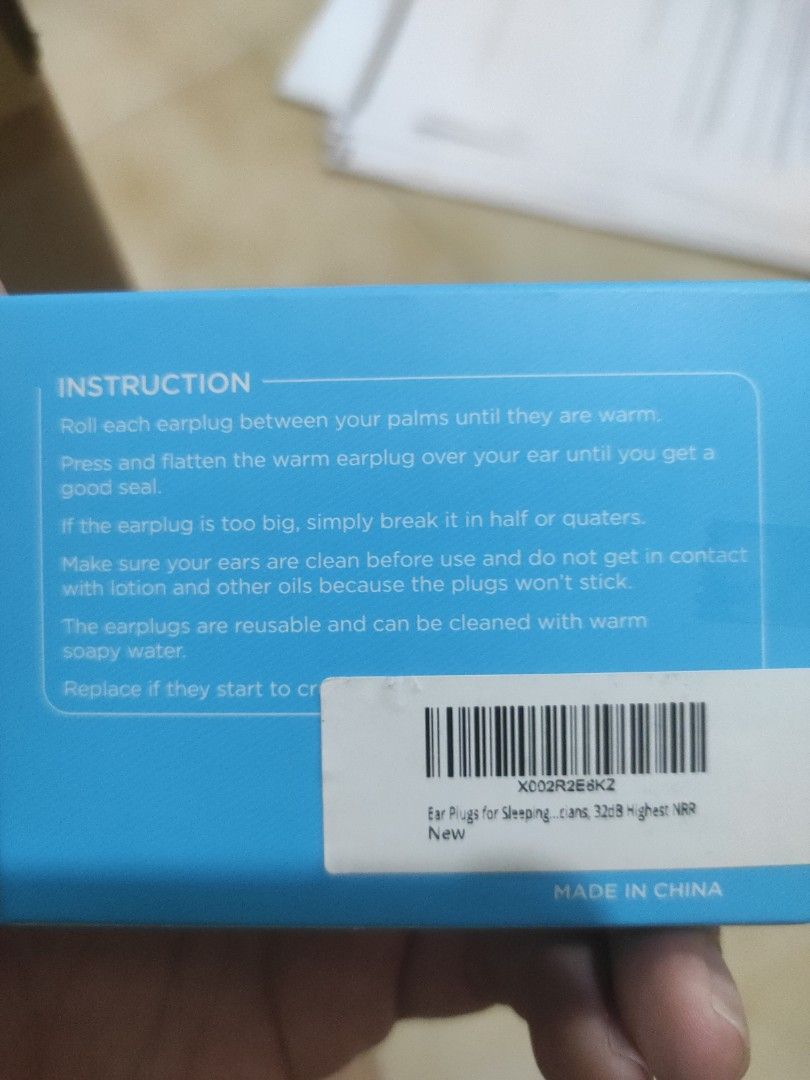 INSTRUCTION
Roll each earplug between your palms until they are warm.
Press and flatten the warm earplug over your ear until you get a
good seal.
If the earplug is too big, simply break it in half or quaters.
Make sure your ears are clean before use and do not get in contact
with lotion and other oils because the plugs won't stick.
The earplugs are reusable and can be cleaned with warm
soapy water.
Replace if they start to cr
X002R2E6KZ
Ear Plugs for Sleeping...cians, 32dB Highest NRR
New
MADE IN CHINA